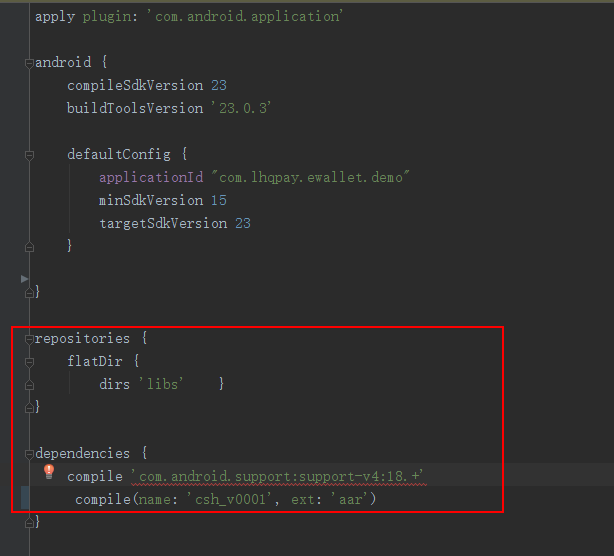 apply plugin: 'com.android.application'
android {
compileSdkVersion 23
buildToolsVersion '23.0.3'
defaultConfig {
applicationId "com.lhqpay.ewallet.demo"
minSdkVersion 15
targetSdkVersion 23
}
}
repositories {
flatDir {
dirs 'libs'    }
}
dependencies {
compile 'com.android.support:support-v4:18.+'
compile(name: 'csh_v0001', ext: 'aar')
}